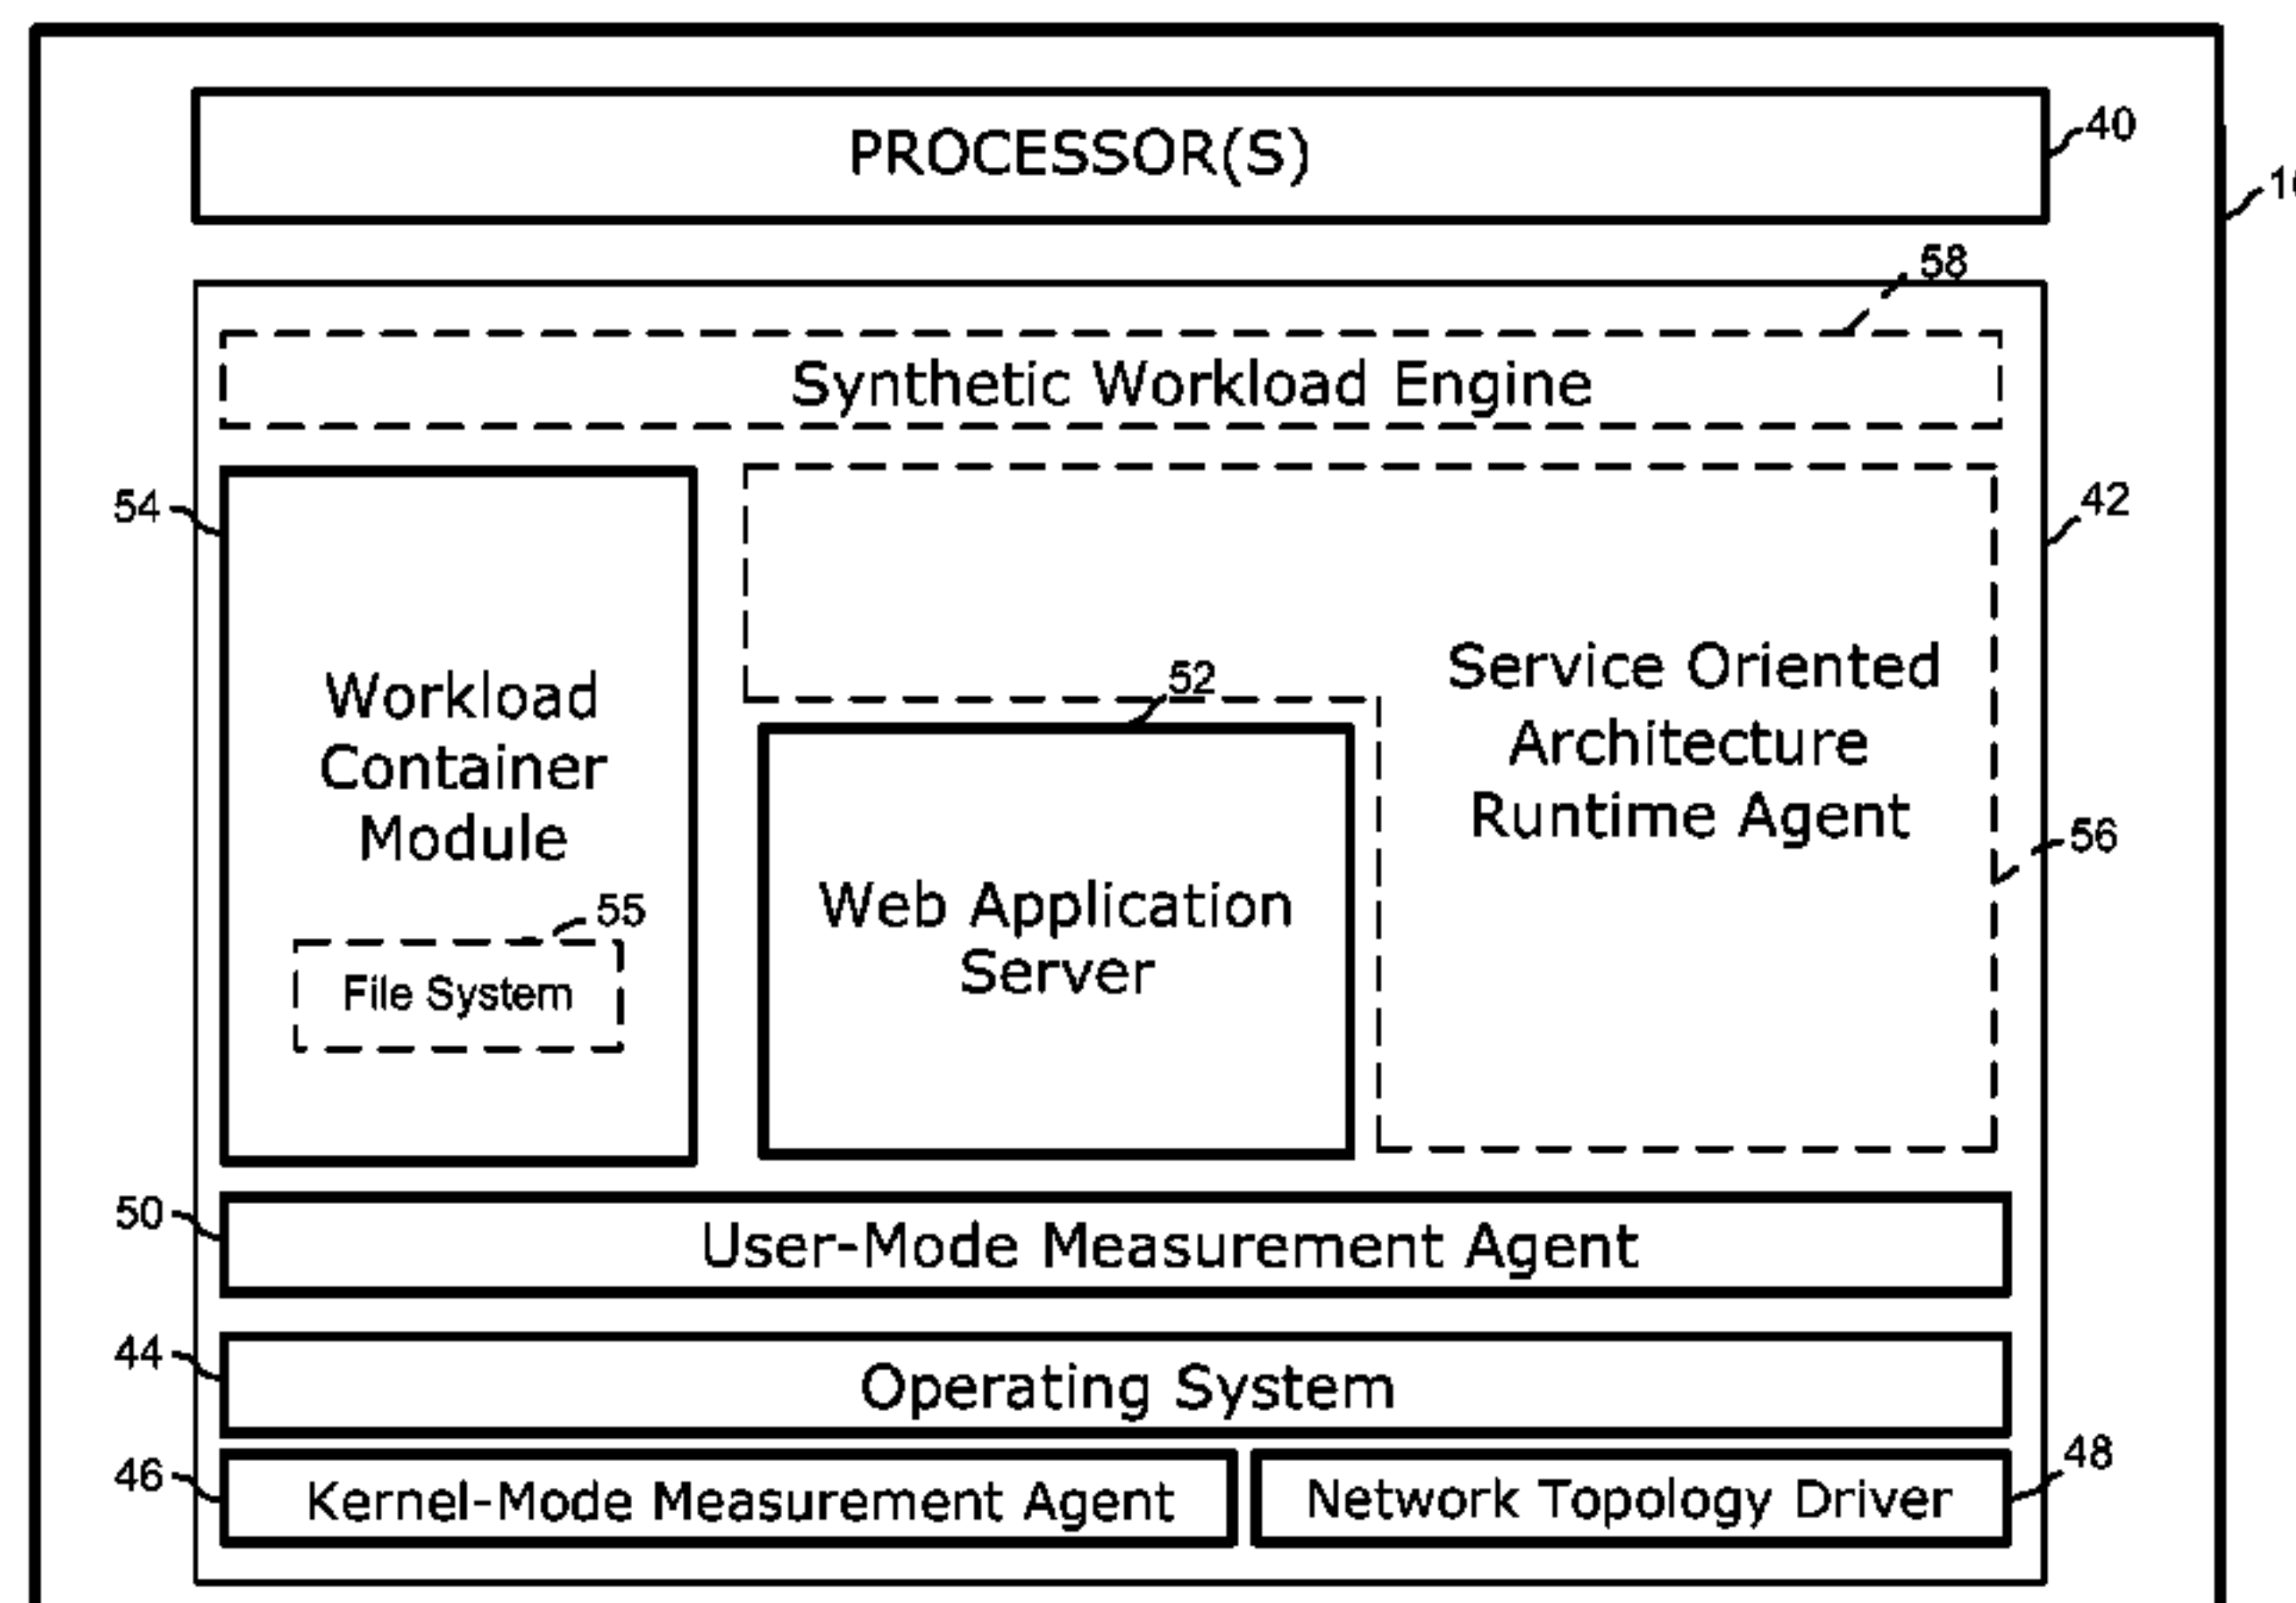 PROCESSOR(S)
40
58
Synthetic Workload Engine
54
42
52
Workload
Container
Module
Service Oriented
Architecture
Runtime Agent
56
55
File System
Web Application
Server
50
User-Mode Measurement Agent
44
Operating System
46
Kernel-Mode Measurement Agent
Network Topology Driver
48